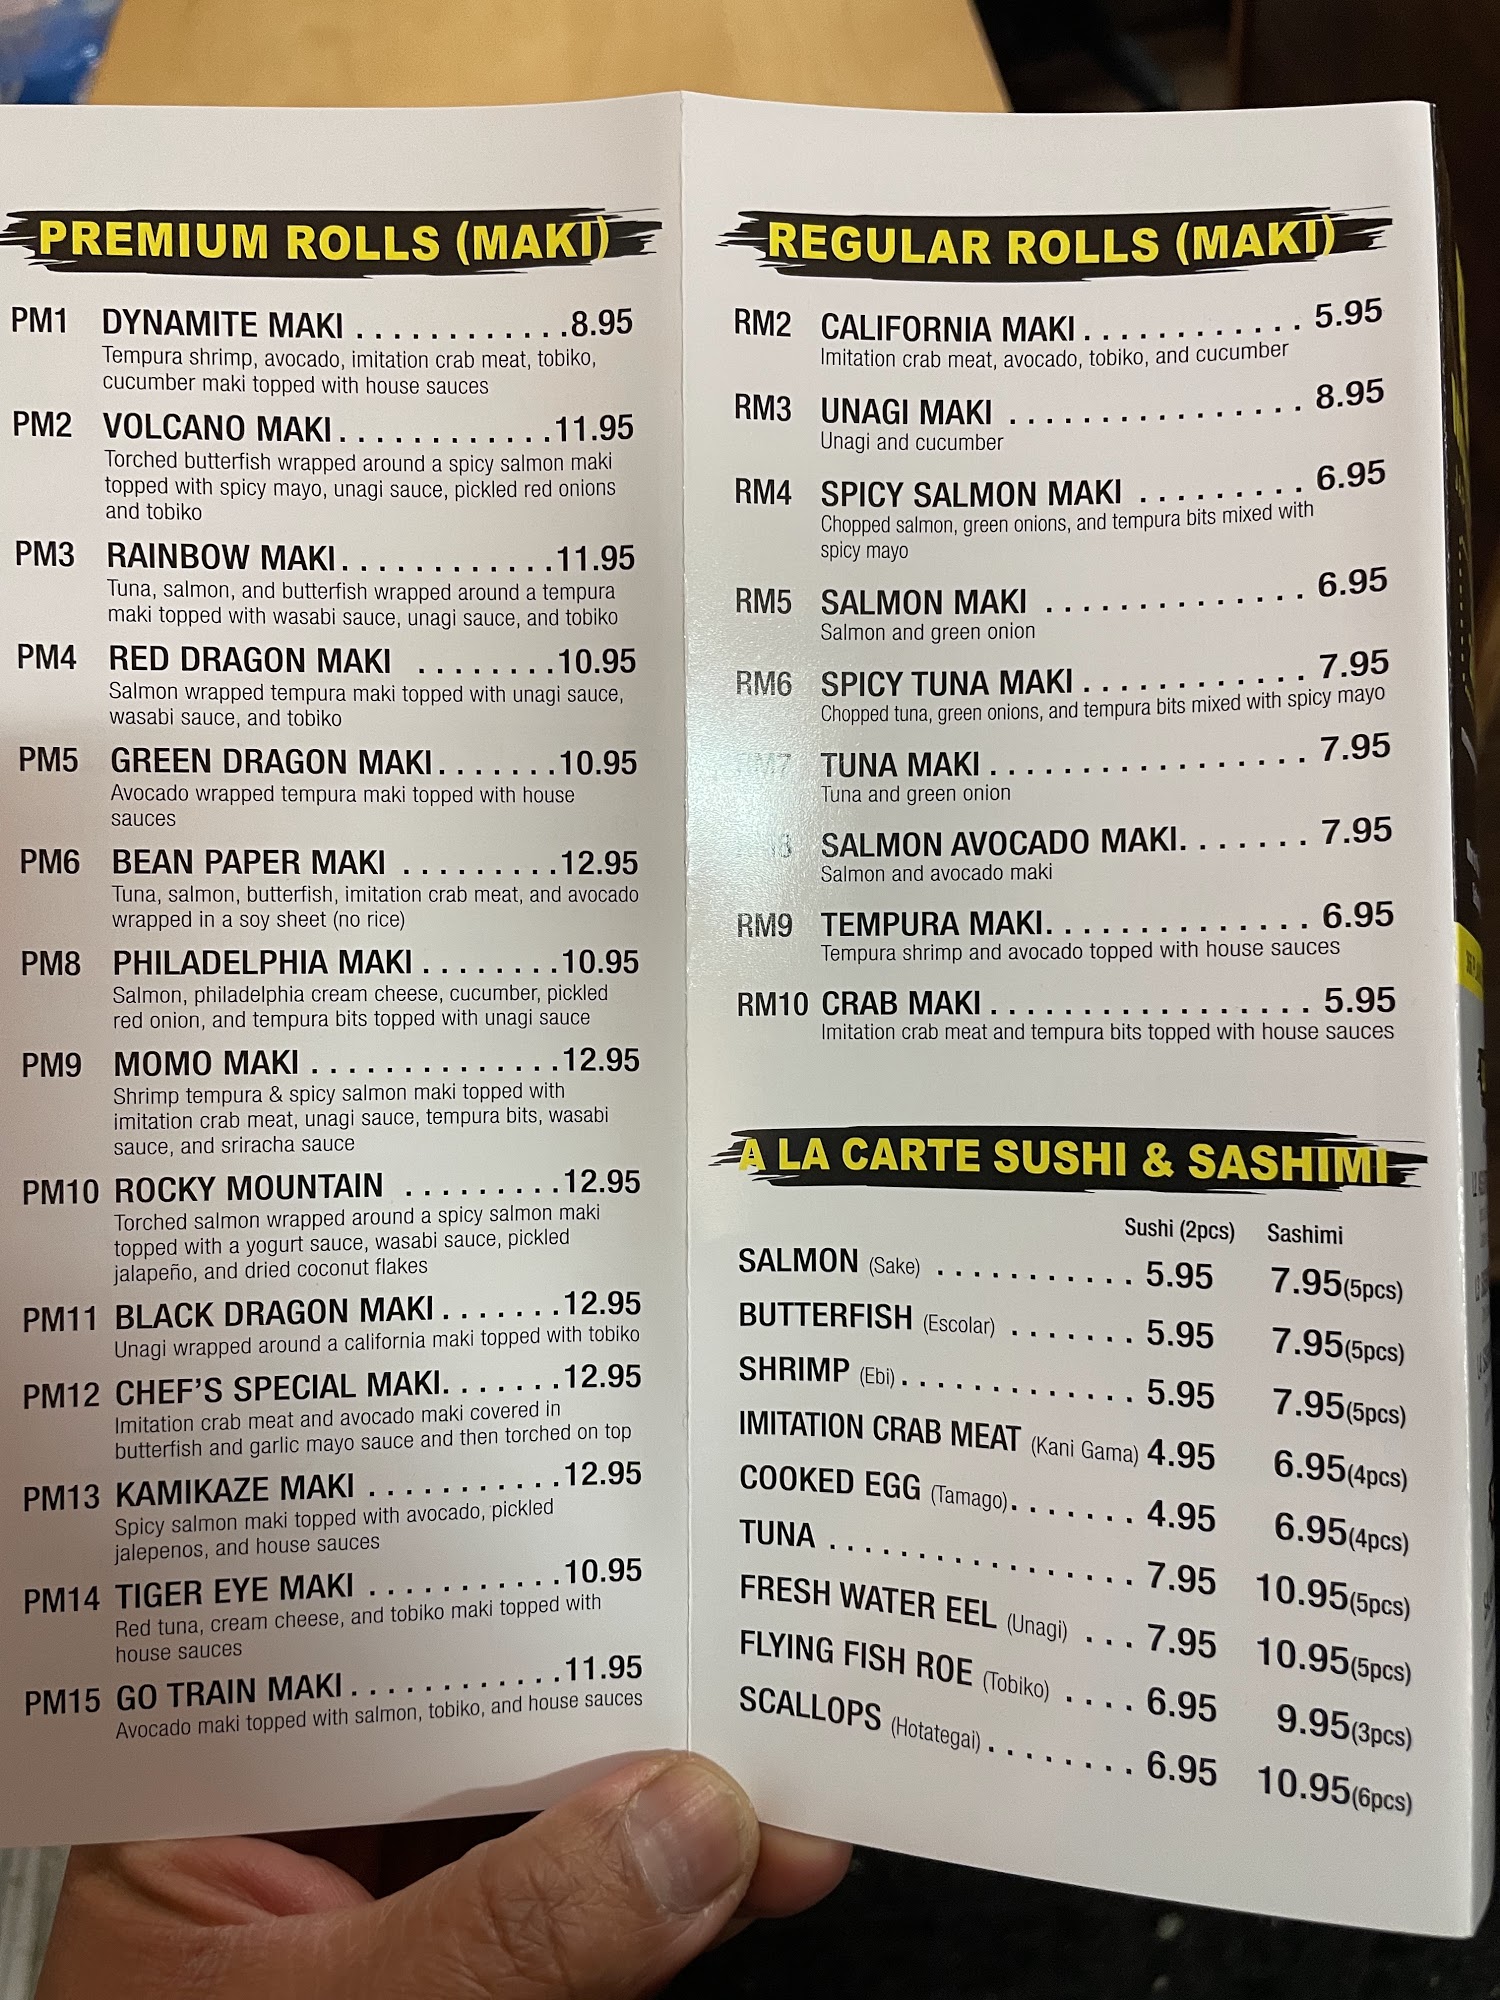 PREMIUM ROLLS (MAKI)
PM1 DYNAMITE MAKI . . . . . . . . . . . . 8.95
Tempura shrimp, avocado, imitation crab meat, tobiko,
cucumber maki topped with house sauces
PM2 VOLCANO MAKI . . . . . . . . . . . . 11.95
Torched butterfish wrapped around a spicy salmon maki
topped with spicy mayo, unagi sauce, pickled red onions
and tobiko
PM3 RAINBOW MAKI . . . . . . . . . . . . 11.95
Tuna, salmon, and butterfish wrapped around a tempura
maki topped with wasabi sauce, unagi sauce, and tobiko
PM4 RED DRAGON MAKI . . . . . . . . 10.95
Salmon wrapped tempura maki topped with unagi sauce,
wasabi sauce, and tobiko
PM5 GREEN DRAGON MAKI . . . . . . . 10.95
Avocado wrapped tempura maki topped with house
sauces
PM6 BEAN PAPER MAKI . . . . . . . . . 12.95
Tuna, salmon, butterfish, imitation crab meat, and avocado
wrapped in a soy sheet (no rice)
PM8 PHILADELPHIA MAKI . . . . . . . . 10.95
Salmon, philadelphia cream cheese, cucumber, pickled
red onion, and tempura bits topped with unagi sauce
PM9 MOMO MAKI . . . . . . . . . . . . . . 12.95
Shrimp tempura & spicy salmon maki topped with
imitation crab meat, unagi sauce, tempura bits, wasabi
sauce, and sriracha sauce
PM10 ROCKY MOUNTAIN . . . . . . . . . 12.95
Torched salmon wrapped around a spicy salmon maki
topped with a yogurt sauce, wasabi sauce, pickled
jalapeño, and dried coconut flakes
PM11 BLACK DRAGON MAKI . . . . . . . 12.95
Unagi wrapped around a california maki topped with tobiko
PM12 CHEF'S SPECIAL MAKI. . . . . . . 12.95
Imitation crab meat and avocado maki covered in
butterfish and garlic mayo sauce and then torched on top
PM13 KAMIKAZE MAKI . . . . . . . . . . . 12.95
Spicy salmon maki topped with avocado, pickled
jalepenos, and house sauces
PM14 TIGER EYE MAKI . . . . . . . . . . . 10.95
Red tuna, cream cheese, and tobiko maki topped with
house sauces
PM15 GO TRAIN MAKI . . . . . . . . . . . . 11.95
Avocado maki topped with salmon, tobiko, and house sauces
REGULAR ROLLS (MAKI)
RM2 CALIFORNIA MAKI . . . . . . . . . . . . 5.95
Imitation crab meat, avocado, tobiko, and cucumber
RM3 UNAGI MAKI . . . . . . . . . . . . . . . . 8.95
Unagi and cucumber
RM4 SPICY SALMON MAKI . . . . . . . . . 6.95
Chopped salmon, green onions, and tempura bits mixed with
spicy mayo
RM5 SALMON MAKI . . . . . . . . . . . . . . 6.95
Salmon and green onion
RM6 SPICY TUNA MAKI . . . . . . . . . . . . 7.95
Chopped tuna, green onions, and tempura bits mixed with spicy mayo
TUNA MAKI . . . . . . . . . . . . . . . . . 7.95
Tuna and green onion
SALMON AVOCADO MAKI. . . . . . . 7.95
Salmon and avocado maki
RM9 TEMPURA MAKI. . . . . . . . . . . . . . 6.95
Tempura shrimp and avocado topped with house sauces
RM10 CRAB MAKI . . . . . . . . . . . . . . . . . 5.95
Imitation crab meat and tempura bits topped with house sauces
A LA CARTE SUSHI & SASHIMI
Sushi (2pcs) Sashimi
SALMON (Sake) . . . . . . . . . . . 5.95 7.95(5pcs)
BUTTERFISH (Escolar) . . . . . . . 5.95 7.95(5pcs)
SHRIMP (Ebi) . . . . . . . . . . . . . 5.95 7.95(5pcs)
IMITATION CRAB MEAT (Kani Gama) 4.95 6.95(4pcs)
COOKED EGG (Tamago) . . . . . . . 4.95 6.95(4pcs)
TUNA . . . . . . . . . . . . . . . . . 7.95 10.95(5pcs)
FRESH WATER EEL (Unagi) . . . 7.95 10.95(5pcs)
FLYING FISH ROE (Tobiko) . . . . 6.95 9.95(3pcs)
SCALLOPS (Hotategai) . . . . . . . . 6.95 10.95(6pcs)